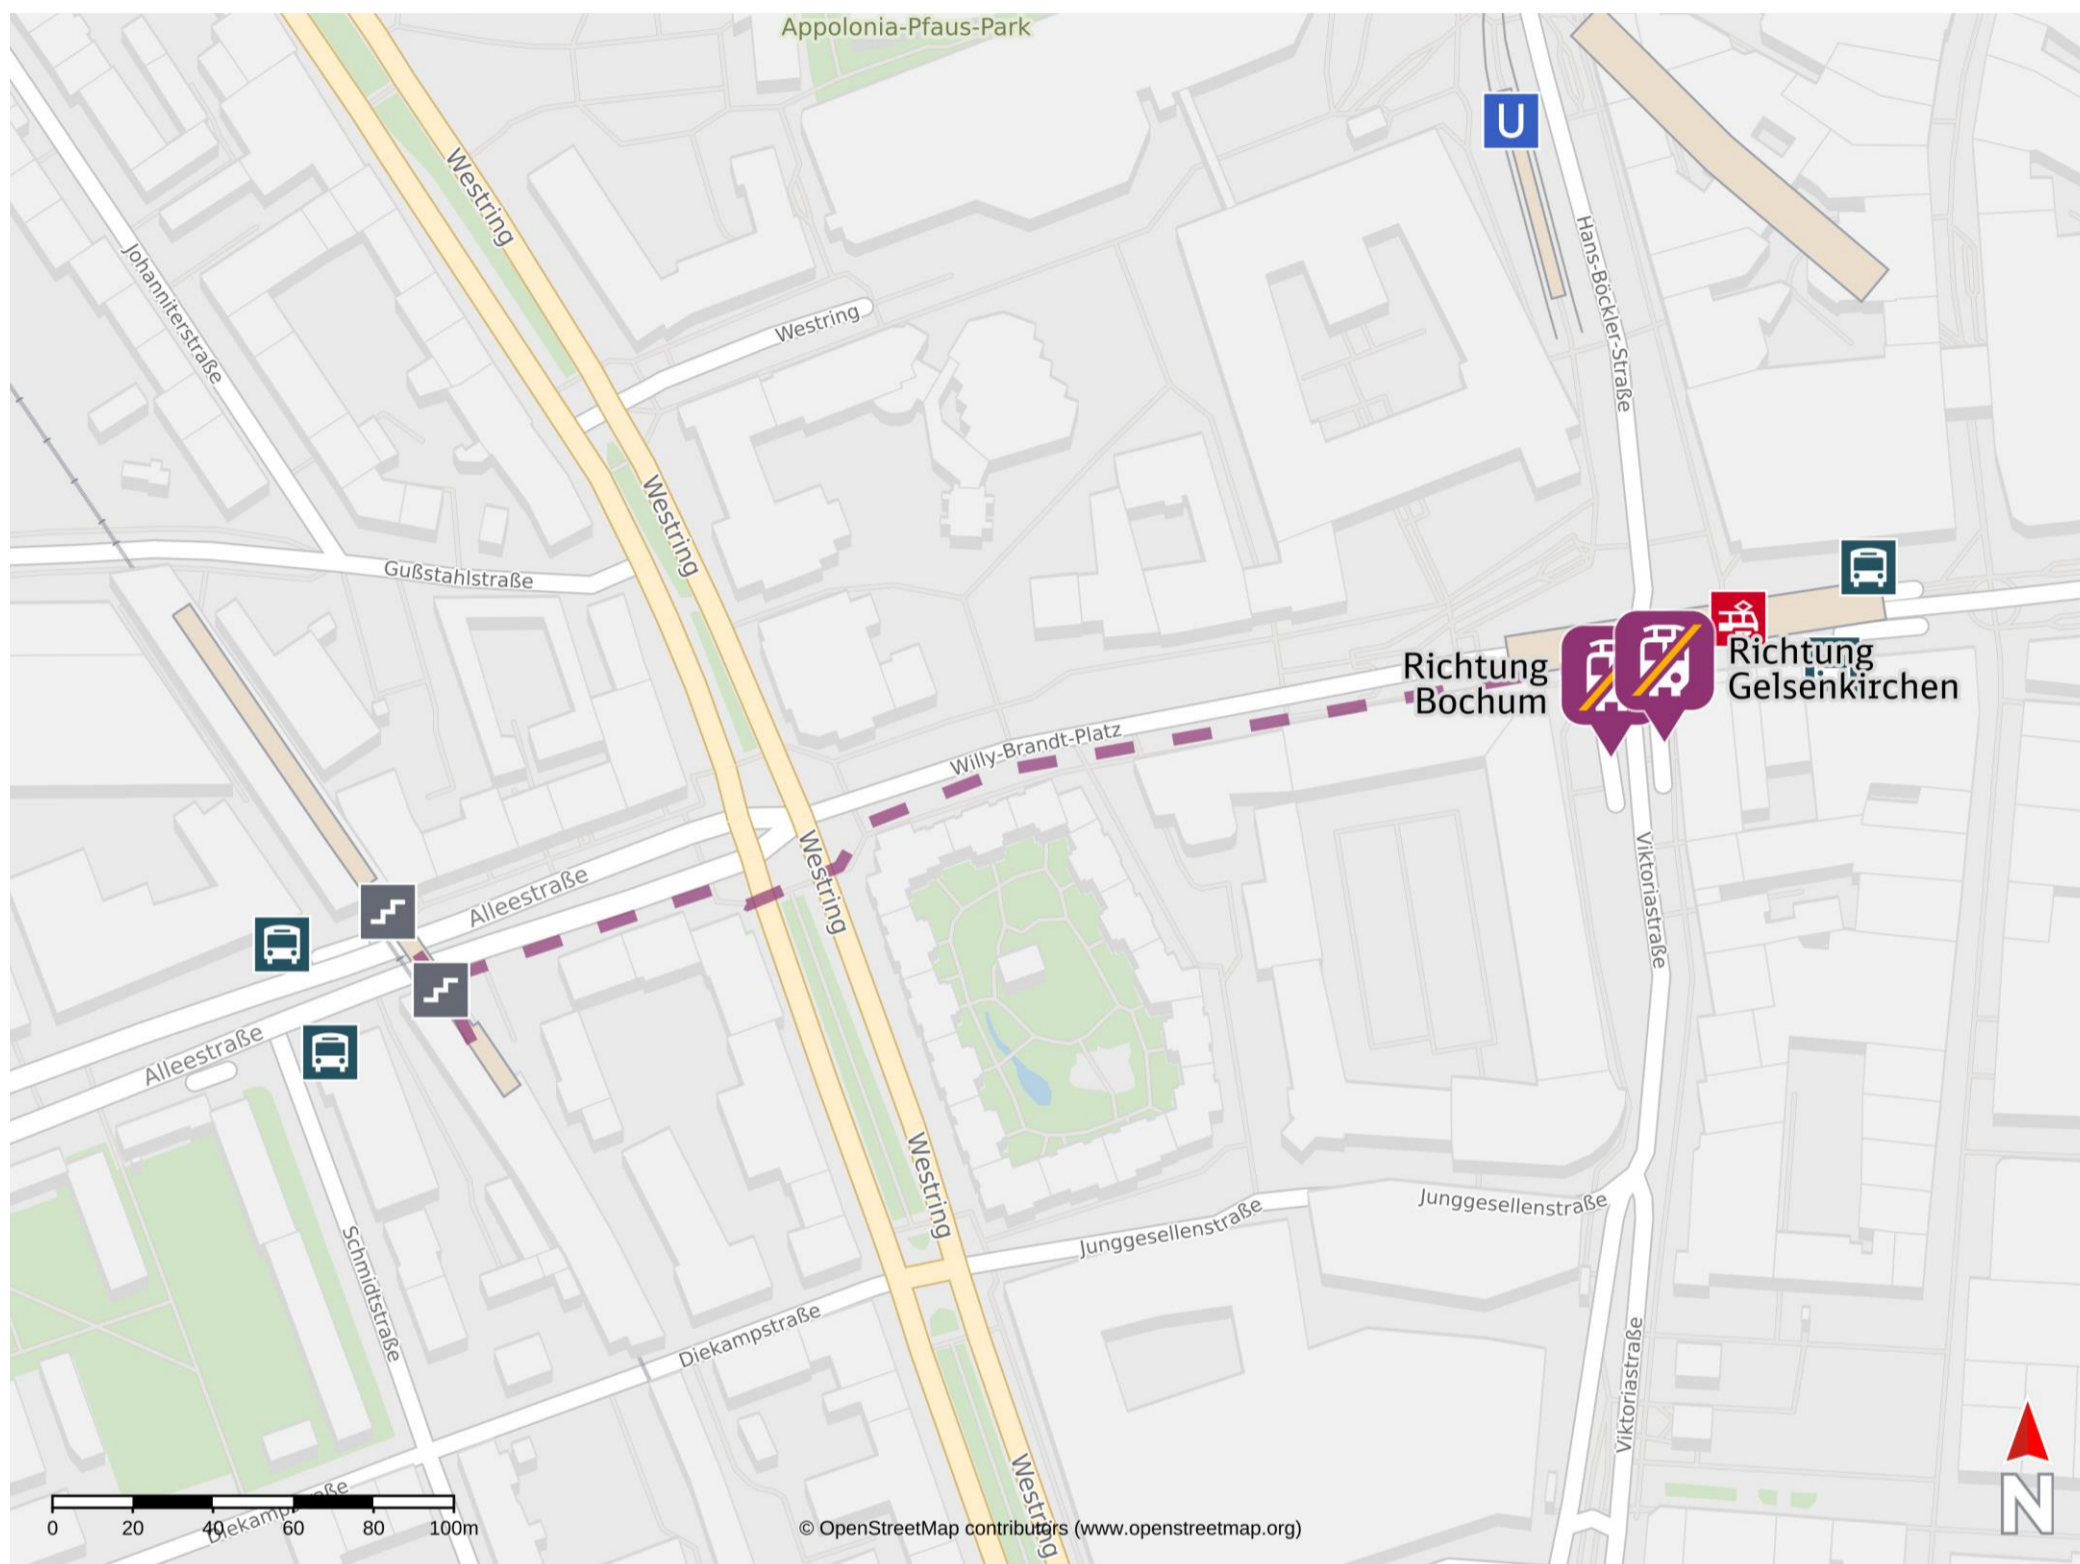 Appolonia-Pfaus-Park
U
Westring
Johanniterstraße
Hans-Böckler-Straße
Westring
Westring
Gußstahlstraße
Richtung
Bochum
Richtung
Gelsenkirchen
Willy-Brandt-Platz
Westring
Alleestraße
Viktoriastraße
Alleestraße
Westring
Junggesellenstraße
Junggesellenstraße
Schmidtstraße
Diekampstraße
Viktoriastraße
Westring
Diekampstraße
N
0 20 40 60 80 100m
© OpenStreetMap contributors (www.openstreetmap.org)